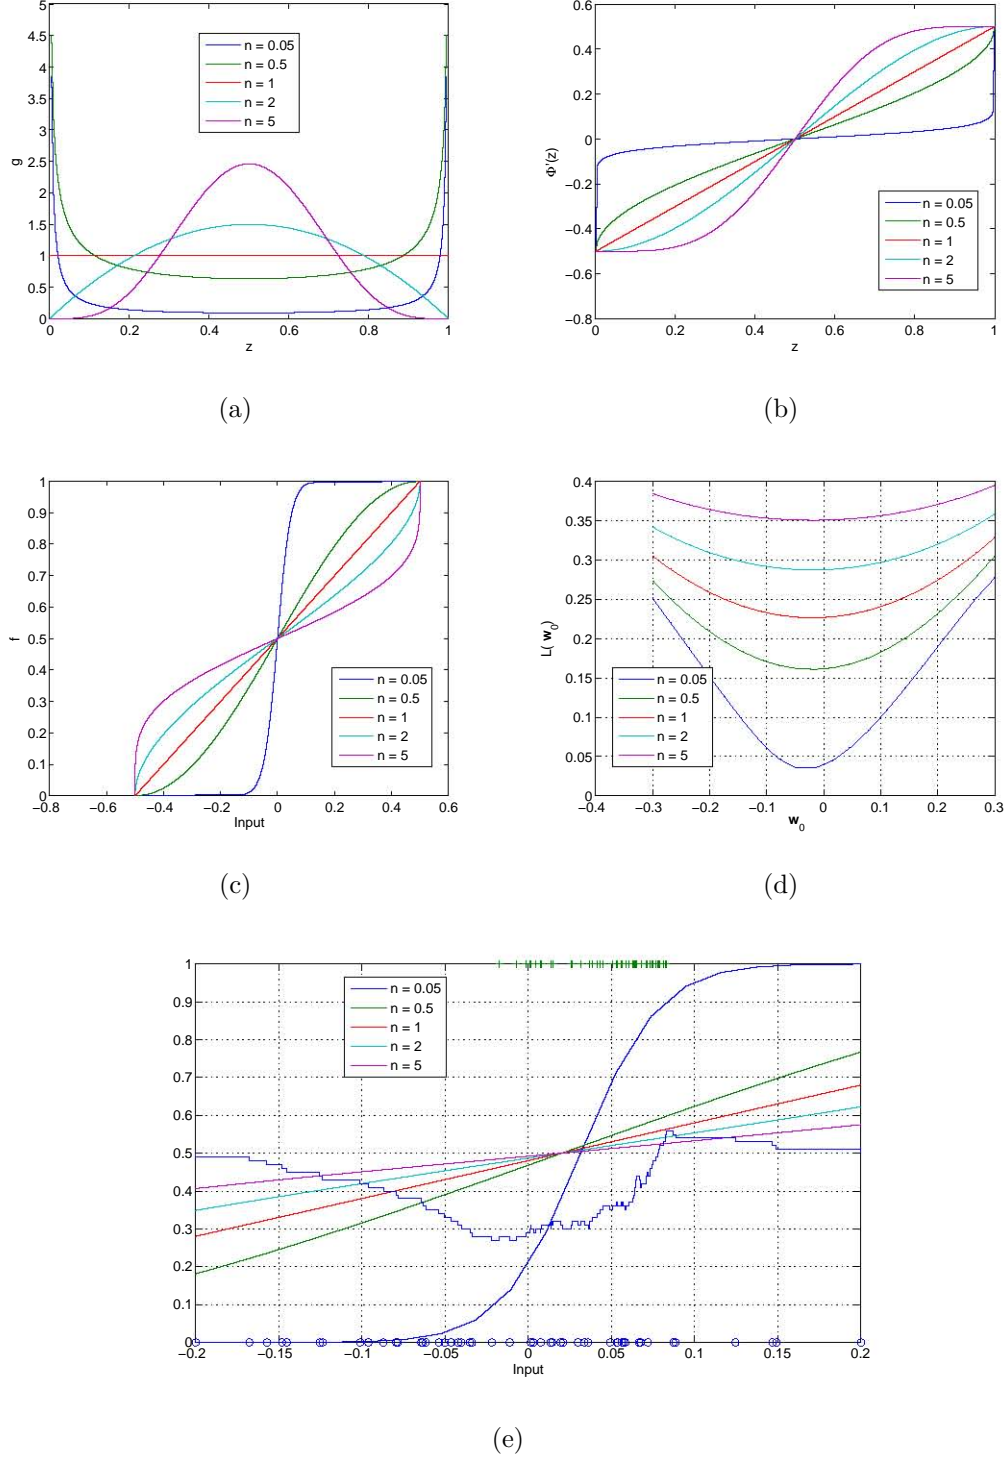 5
4.5
4
3.5
3
2.5
2
1.5
1
0.5
0
g
n = 0.05
n = 0.5
n = 1
n = 2
n = 5
0 0.2 0.4 0.6 0.8 1
z
(a)
0.6
0.4
0.2
0
−0.2
−0.4
−0.6
−0.8
Φ'(z)
n = 0.05
n = 0.5
n = 1
n = 2
n = 5
0 0.2 0.4 0.6 0.8 1
z
(b)
1
0.9
0.8
0.7
0.6
0.5
0.4
0.3
0.2
0.1
0
f
n = 0.05
n = 0.5
n = 1
n = 2
n = 5
−0.8 −0.6 −0.4 −0.2 0 0.2 0.4 0.6
Input
(c)
0.4
0.35
0.3
0.25
0.2
0.15
0.1
0.05
0
L( w0)
n = 0.05
n = 0.5
n = 1
n = 2
n = 5
−0.4 −0.3 −0.2 −0.1 0 0.1 0.2 0.3
w0
(d)
1
0.9
0.8
0.7
0.6
0.5
0.4
0.3
0.2
0.1
0
n = 0.05
n = 0.5
n = 1
n = 2
n = 5
−0.2 −0.15 −0.1 −0.05 0 0.05 0.1 0.15 0.2
Input
(e)